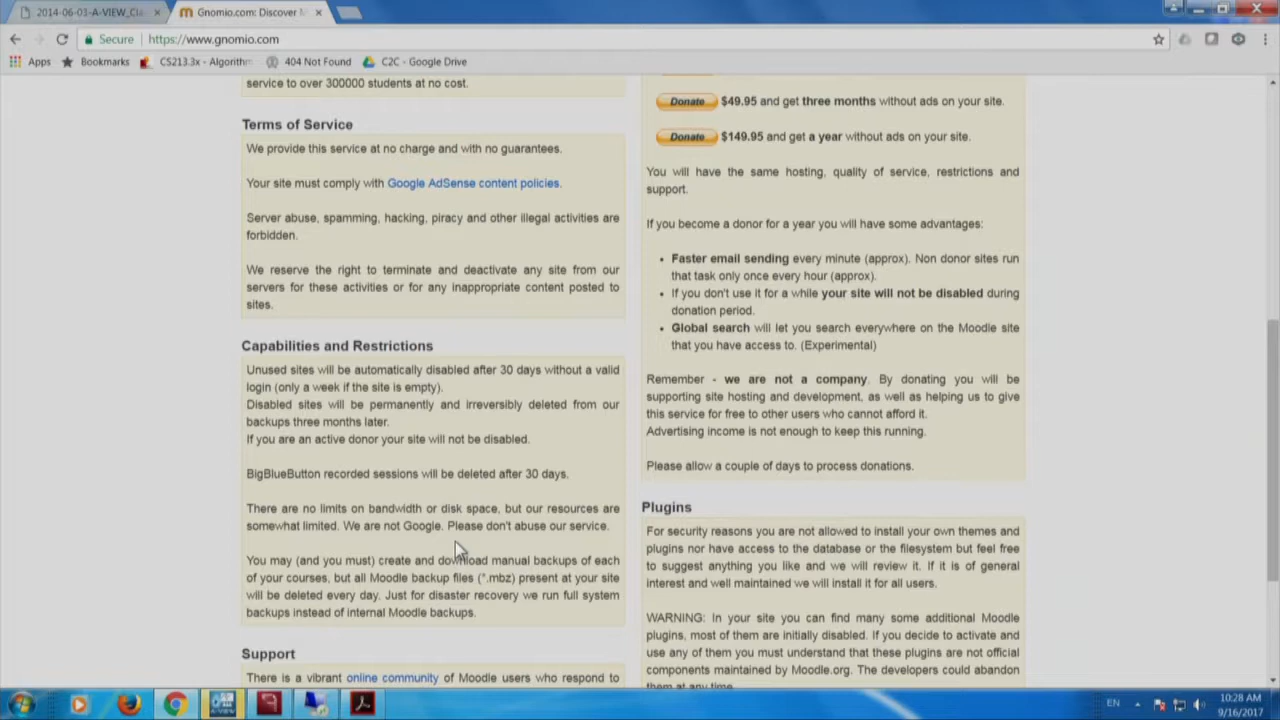 2014-06-03-A-VIEW_Cla
Gnomio.com: Discover M
Secure
https://www.gnomio.com
Apps
Bookmarks
CS213.3x - Algorithm
404 Not Found
C2C - Google Drive
service to over 300000 students at no cost.
Terms of Service
We provide this service at no charge and with no guarantees.
Your site must comply with Google AdSense content policies.
Server abuse, spamming, hacking, piracy and other illegal activities are
forbidden.
We reserve the right to terminate and deactivate any site from our
servers for these activities or for any inappropriate content posted to
sites.
Capabilities and Restrictions
Unused sites will be automatically disabled after 30 days without a valid
login (only a week if the site is empty).
Disabled sites will be permanently and irreversibly deleted from our
backups three months later.
If you are an active donor your site will not be disabled.
BigBlueButton recorded sessions will be deleted after 30 days.
There are no limits on bandwidth or disk space, but our resources are
somewhat limited. We are not Google. Please don't abuse our service.
You may (and you must) create and download manual backups of each
of your courses, but all Moodle backup files (*.mbz) present at your site
will be deleted every day. Just for disaster recovery we run full system
backups instead of internal Moodle backups.
Support
There is a vibrant online community of Moodle users who respond to
Donate $49.95 and get three months without ads on your site.
Donate $149.95 and get a year without ads on your site.
You will have the same hosting, quality of service, restrictions and
support.
If you become a donor for a year you will have some advantages:
• Faster email sending every minute (approx). Non donor sites run
that task only once every hour (approx).
• If you don't use it for a while your site will not be disabled during
donation period.
• Global search will let you search everywhere on the Moodle site
that you have access to. (Experimental)
Remember - we are not a company. By donating you will be
supporting site hosting and development, as well as helping us to give
this service for free to other users who cannot afford it.
Advertising income is not enough to keep this running.
Please allow a couple of days to process donations.
Plugins
For security reasons you are not allowed to install your own themes and
plugins nor have access to the database or the filesystem but feel free
to suggest anything you like and we will review it. If it is of general
interest and well maintained we will install it for all users.
WARNING: In your site you can find many some additional Moodle
plugins, most of them are initially disabled. If you decide to activate and
use any of them you must understand that these plugins are not official
components maintained by Moodle.org. The developers could abandon
them at any time.
EN
10:28 AM
9/16/2017